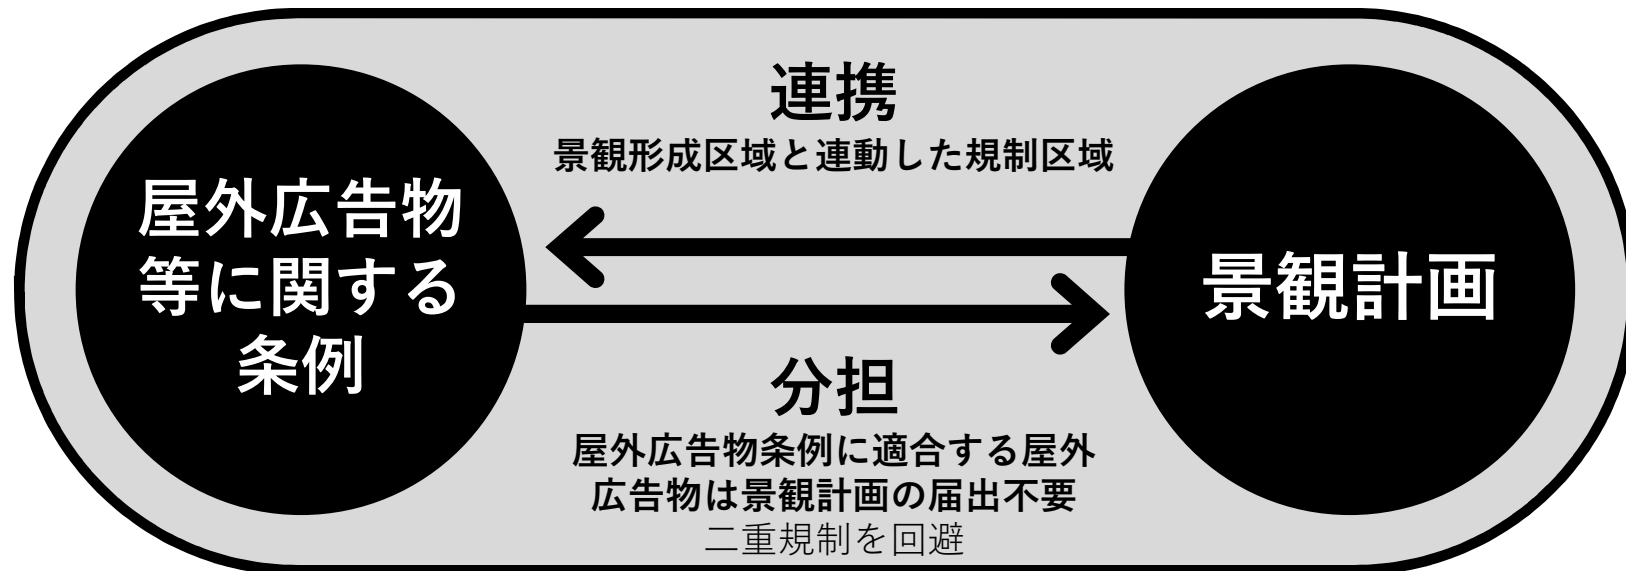 屋外広告物
等に関する
条例
連携
景観形成区域と連動した規制区域
分担
屋外広告物条例に適合する屋外
広告物は景観計画の届出不要
二重規制を回避
景観計画